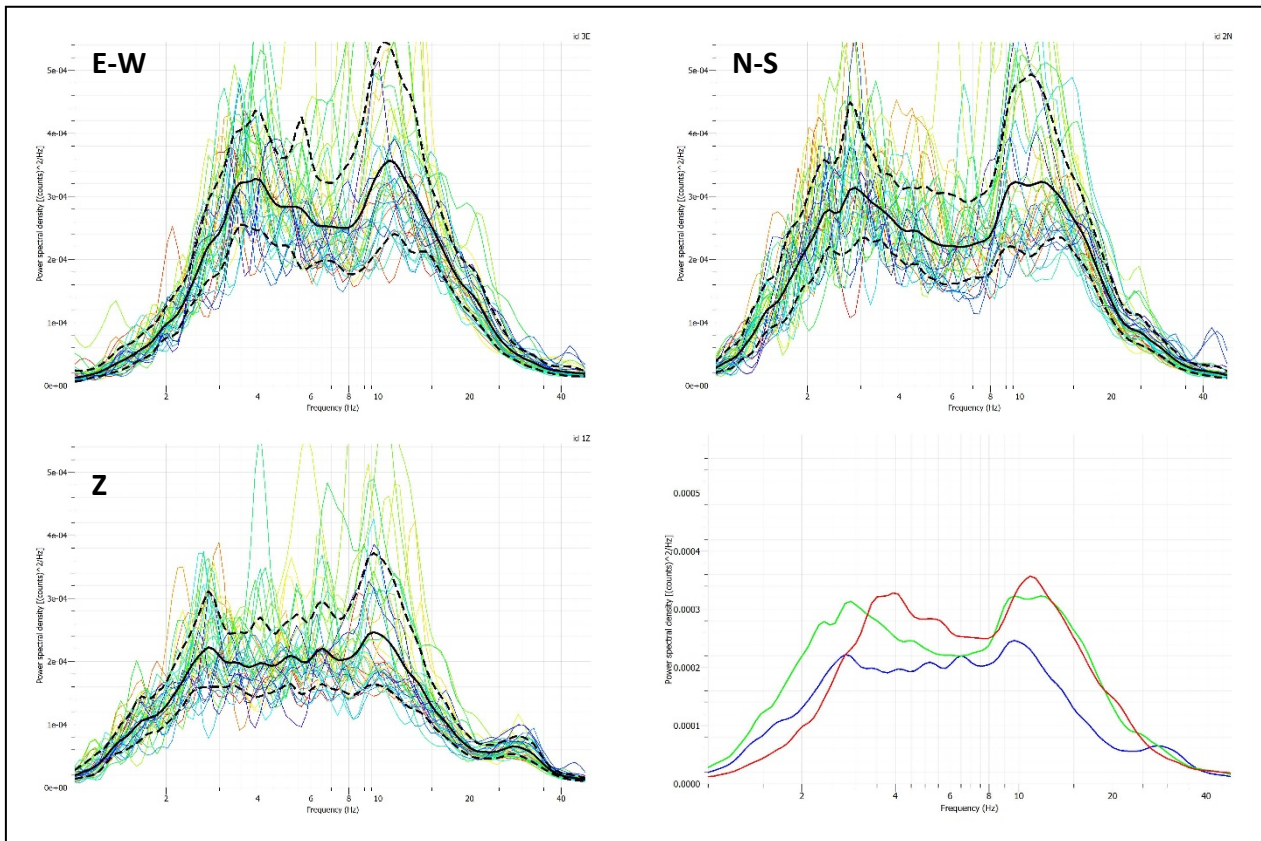 id 3E
E-W
5e-04
4e-04
3e-04
2e-04
1e-04
0e+00
Power spectral density [(counts)^2/Hz]
2 4 6 8 10 20 40
Frequency (Hz)
id 2N
N-S
5e-04
4e-04
3e-04
2e-04
1e-04
0e+00
Power spectral density [(counts)^2/Hz]
2 4 6 8 10 20 40
Frequency (Hz)
id 1Z
Z
5e-04
4e-04
3e-04
2e-04
1e-04
0e+00
Power spectral density [(counts)^2/Hz]
2 4 6 8 10 20 40
Frequency (Hz)
0.0005
0.0004
0.0003
0.0002
0.0001
0.0000
Power spectral density [(counts)^2/Hz]
2 4 6 8 10 20 40
Frequency (Hz)